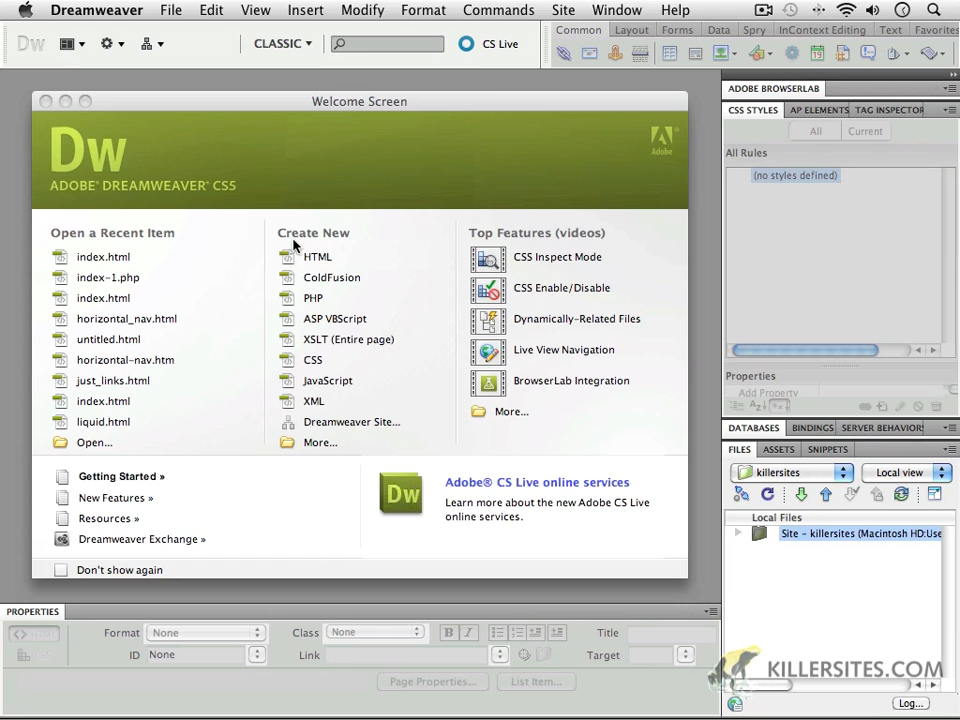 Dreamweaver File Edit View Insert Modify Format Commands Site Window Help
Dw CLASSIC CS Live
Common Layout Forms Data Spry InContext Editing Text Favorites
Welcome Screen
Dw
ADOBE® DREAMWEAVER® CS5
Adobe
ADOBE BROWSERLAB
CSS STYLES AP ELEMENTS TAG INSPECTOR
All Current
All Rules
(no styles defined)
Open a Recent Item
index.html
index-1.php
index.html
horizontal_nav.html
untitled.html
horizontal-nav.htm
just_links.html
index.html
liquid.html
Open...
Create New
HTML
ColdFusion
PHP
ASP VBScript
XSLT (Entire page)
CSS
JavaScript
XML
Dreamweaver Site...
More...
Top Features (videos)
CSS Inspect Mode
CSS Enable/Disable
Dynamically-Related Files
Live View Navigation
BrowserLab Integration
More...
Getting Started »
New Features »
Resources »
Dreamweaver Exchange »
Dw
Adobe® CS Live online services
Learn more about the new Adobe CS Live
online services.
Don't show again
Properties
Add Property
DATABASES BINDINGS SERVER BEHAVIORS
FILES ASSETS SNIPPETS
killersites Local view
Local Files
Site - killersites (Macintosh HD:Use
PROPERTIES
Format None Class None B I Title
ID None Link Target
Page Properties... List Item...
KILLERSITES.COM
Log...